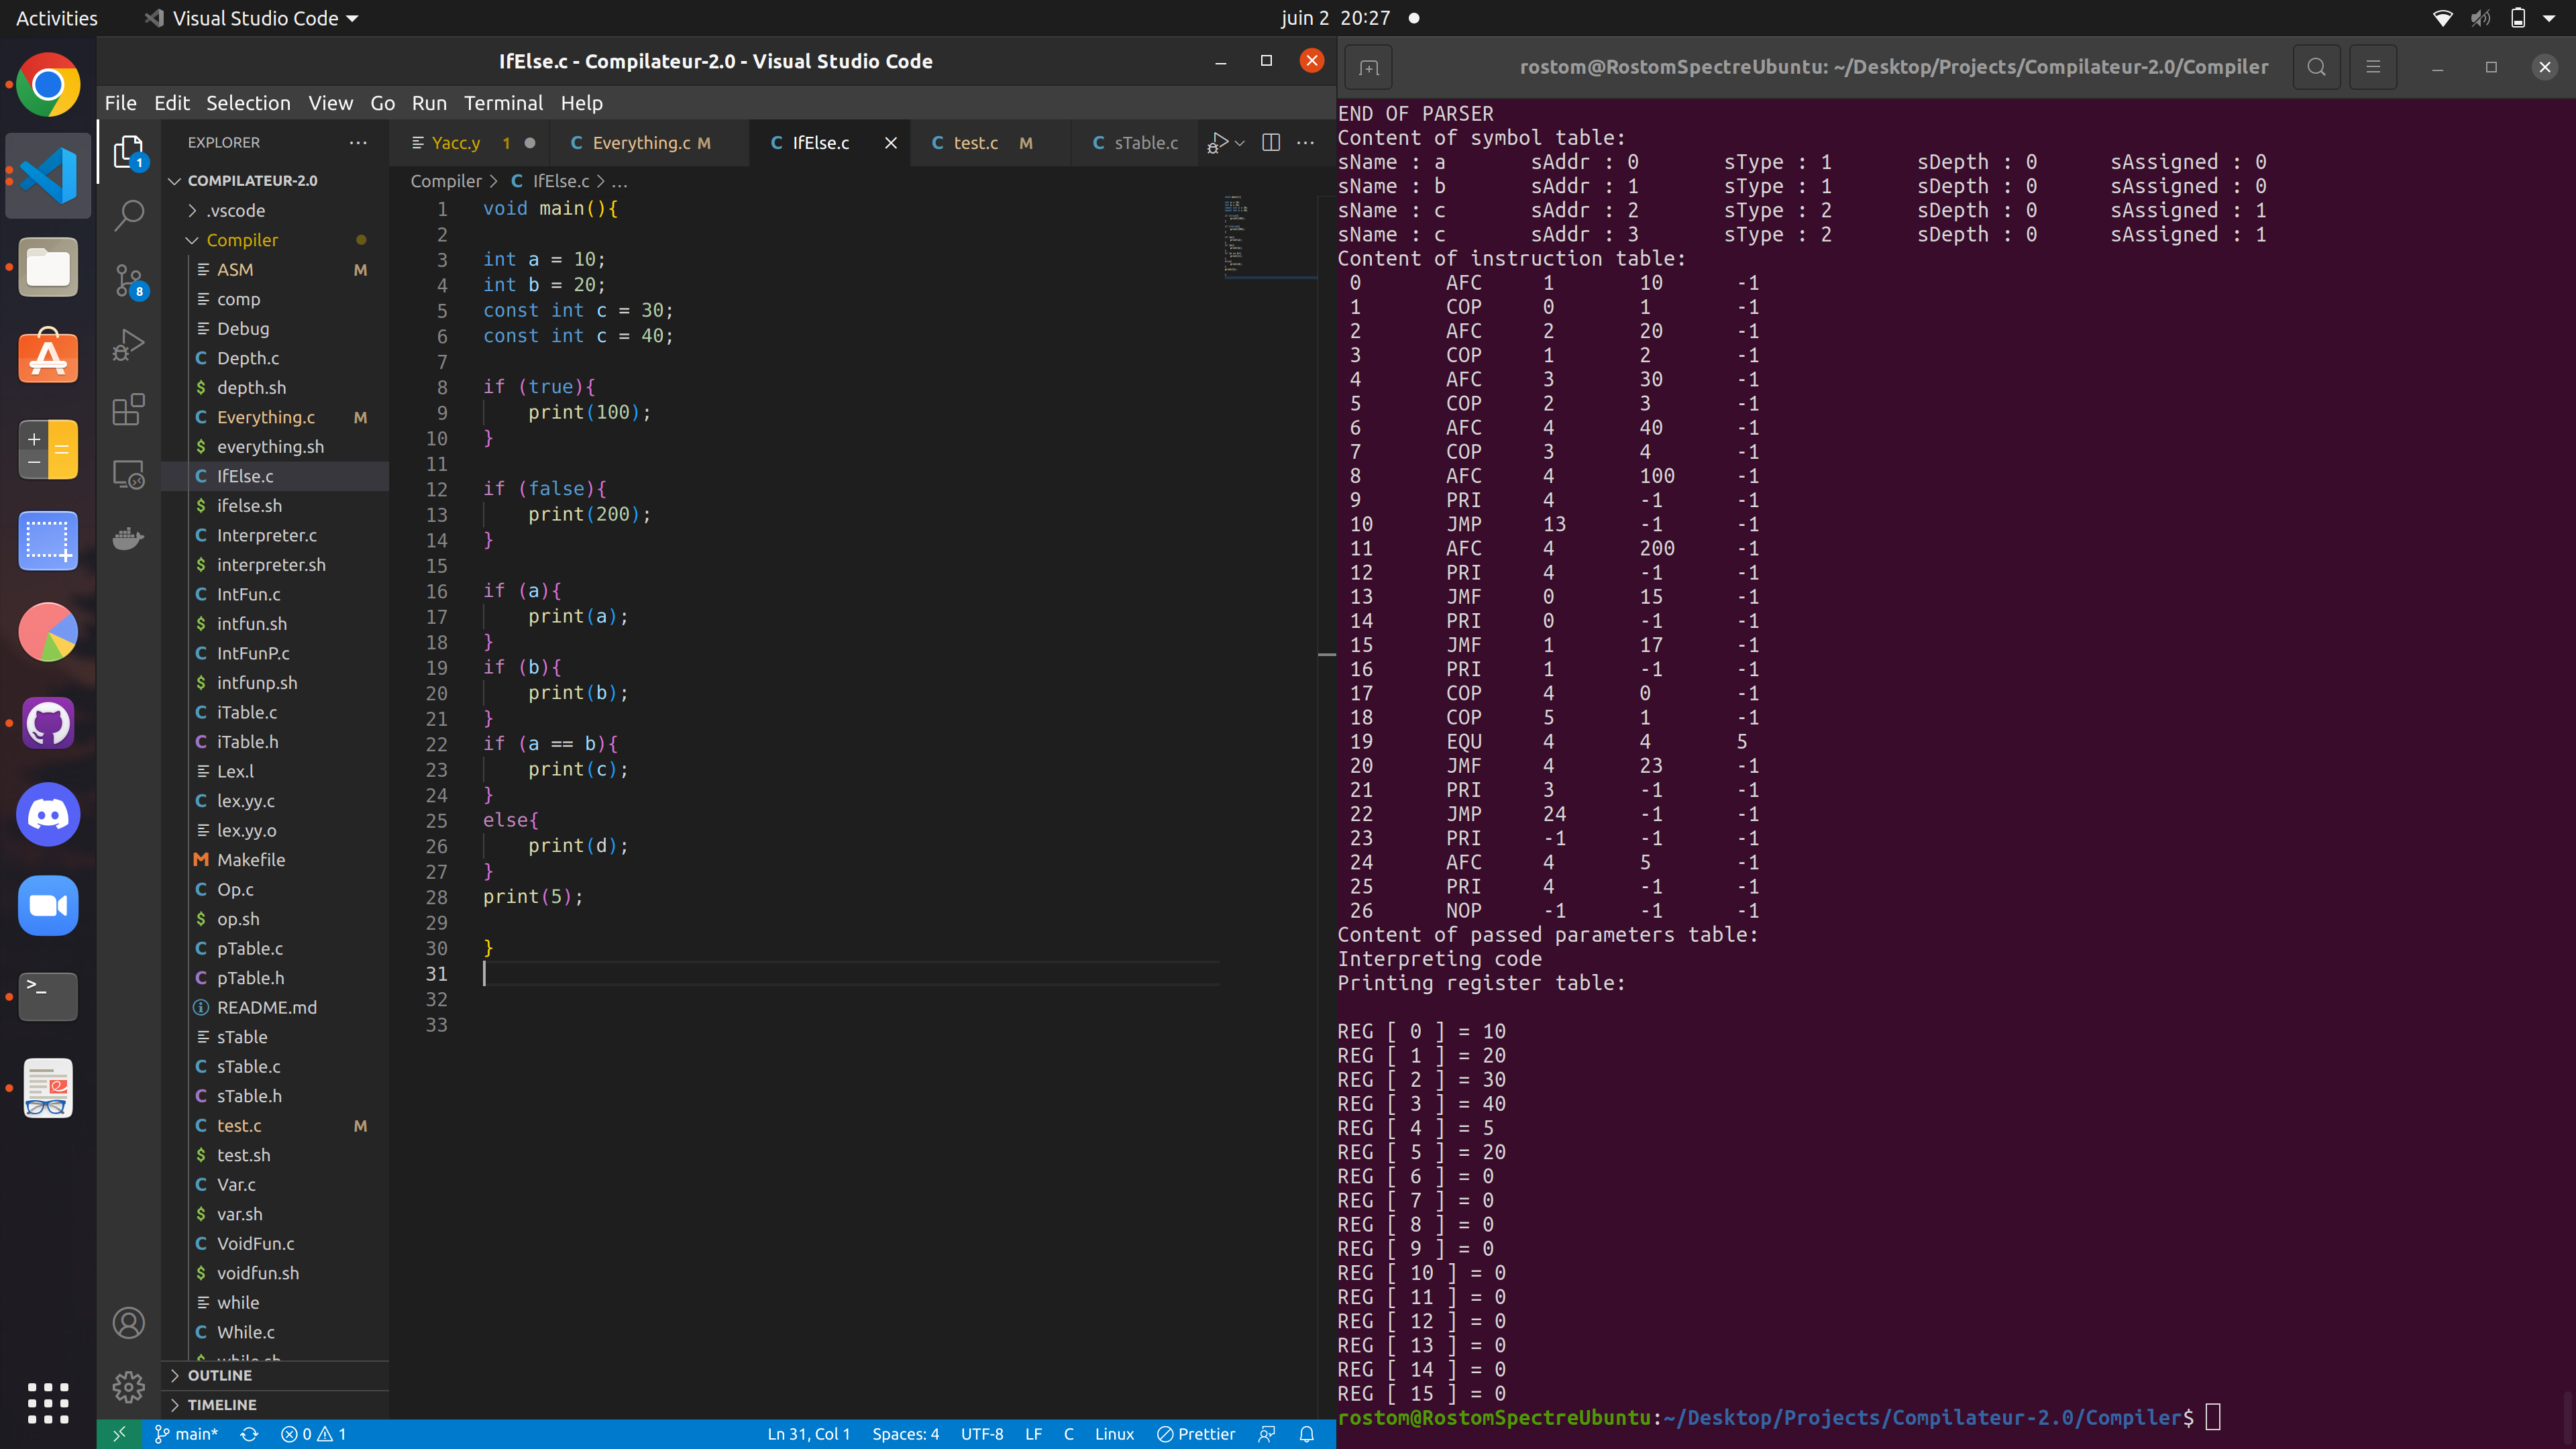 Activities
Visual Studio Code
juin 2 20:27
IfElse.c - Compilateur-2.0 - Visual Studio Code
File Edit Selection View Go Run Terminal Help
EXPLORER
COMPILATEUR-2.0
.vscode
Compiler
ASM M
comp
Debug
Depth.c
depth.sh
Everything.c M
everything.sh
IfElse.c
ifelse.sh
Interpreter.c
interpreter.sh
IntFun.c
intfun.sh
IntFunP.c
intfunp.sh
iTable.c
iTable.h
Lex.l
lex.yy.c
lex.yy.o
Makefile
Op.c
op.sh
pTable.c
pTable.h
README.md
sTable
sTable.c
sTable.h
test.c M
test.sh
Var.c
var.sh
VoidFun.c
voidfun.sh
while
While.c
while.sh
OUTLINE
TIMELINE
1
8
Yacc.y 1 Everything.c M IfElse.c test.c M sTable.c
Compiler > IfElse.c > ...
1 void main(){
2
3 int a = 10;
4 int b = 20;
5 const int c = 30;
6 const int c = 40;
7
8 if (true){
9 print(100);
10 }
11
12 if (false){
13 print(200);
14 }
15
16 if (a){
17 print(a);
18 }
19 if (b){
20 print(b);
21 }
22 if (a == b){
23 print(c);
24 }
25 else{
26 print(d);
27 }
28 print(5);
29
30 }
31
32
33
main* 0 1 Ln 31, Col 1 Spaces: 4 UTF-8 LF C Linux Prettier
rostom@RostomSpectreUbuntu: ~/Desktop/Projects/Compilateur-2.0/Compiler
END OF PARSER
Content of symbol table:
sName : a sAddr : 0 sType : 1 sDepth : 0 sAssigned : 0
sName : b sAddr : 1 sType : 1 sDepth : 0 sAssigned : 0
sName : c sAddr : 2 sType : 2 sDepth : 0 sAssigned : 1
sName : c sAddr : 3 sType : 2 sDepth : 0 sAssigned : 1
Content of instruction table:
0 AFC 1 10 -1
1 COP 0 1 -1
2 AFC 2 20 -1
3 COP 1 2 -1
4 AFC 3 30 -1
5 COP 2 3 -1
6 AFC 4 40 -1
7 COP 3 4 -1
8 AFC 4 100 -1
9 PRI 4 -1 -1
10 JMP 13 -1 -1
11 AFC 4 200 -1
12 PRI 4 -1 -1
13 JMF 0 15 -1
14 PRI 0 -1 -1
15 JMF 1 17 -1
16 PRI 1 -1 -1
17 COP 4 0 -1
18 COP 5 1 -1
19 EQU 4 4 5
20 JMF 4 23 -1
21 PRI 3 -1 -1
22 JMP 24 -1 -1
23 PRI -1 -1 -1
24 AFC 4 5 -1
25 PRI 4 -1 -1
26 NOP -1 -1 -1
Content of passed parameters table:
Interpreting code
Printing register table:
REG [ 0 ] = 10
REG [ 1 ] = 20
REG [ 2 ] = 30
REG [ 3 ] = 40
REG [ 4 ] = 5
REG [ 5 ] = 20
REG [ 6 ] = 0
REG [ 7 ] = 0
REG [ 8 ] = 0
REG [ 9 ] = 0
REG [ 10 ] = 0
REG [ 11 ] = 0
REG [ 12 ] = 0
REG [ 13 ] = 0
REG [ 14 ] = 0
REG [ 15 ] = 0
rostom@RostomSpectreUbuntu:~/Desktop/Projects/Compilateur-2.0/Compiler$